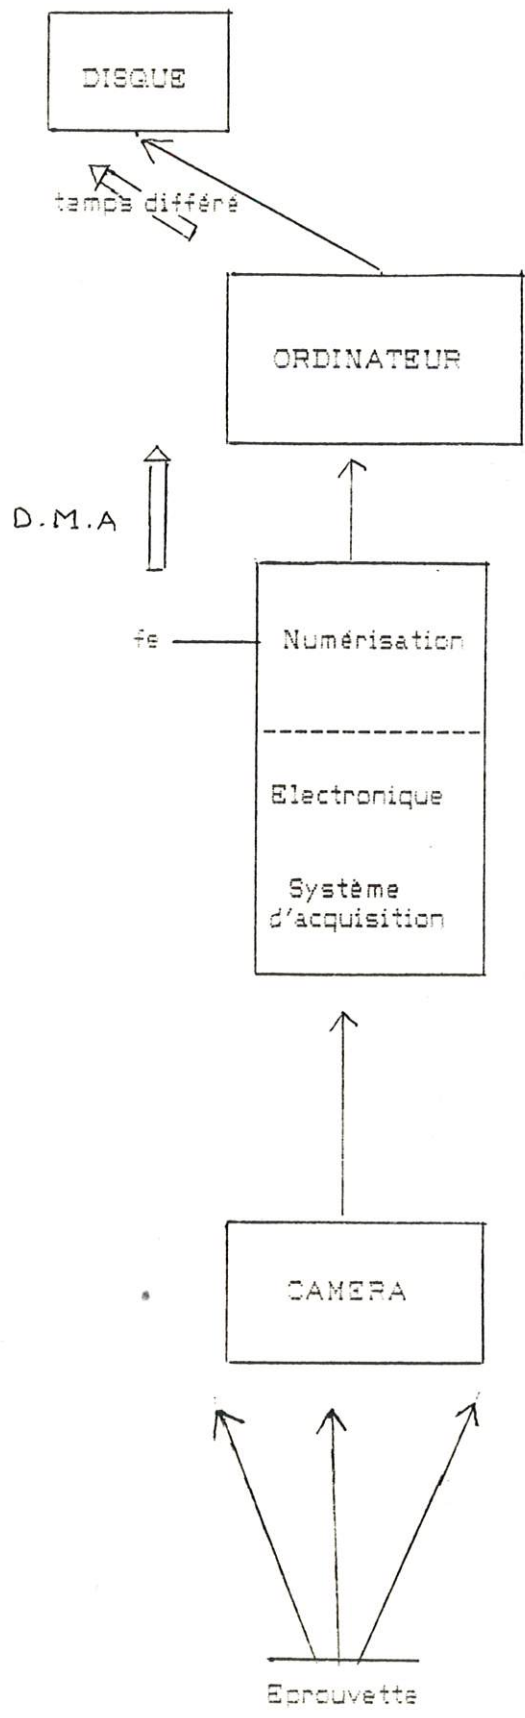 DISQUE
temps différé
ORDINATEUR
D.M.A
fe
Numérisation
Electronique
Système
d'acquisition
CAMERA
Eprouvette